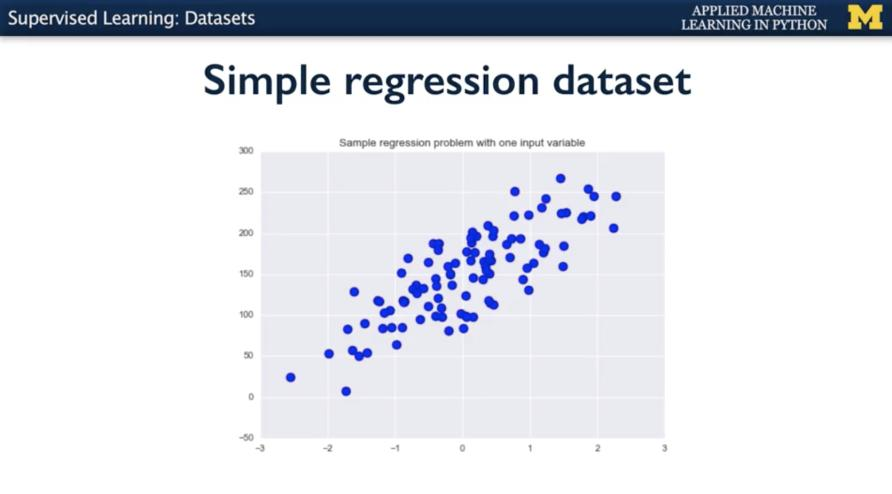 Supervised Learning: Datasets
APPLIED MACHINE
LEARNING IN PYTHON
M
Simple regression dataset
Sample regression problem with one input variable
300
250
200
150
100
50
0
−50
−3 −2 −1 0 1 2 3